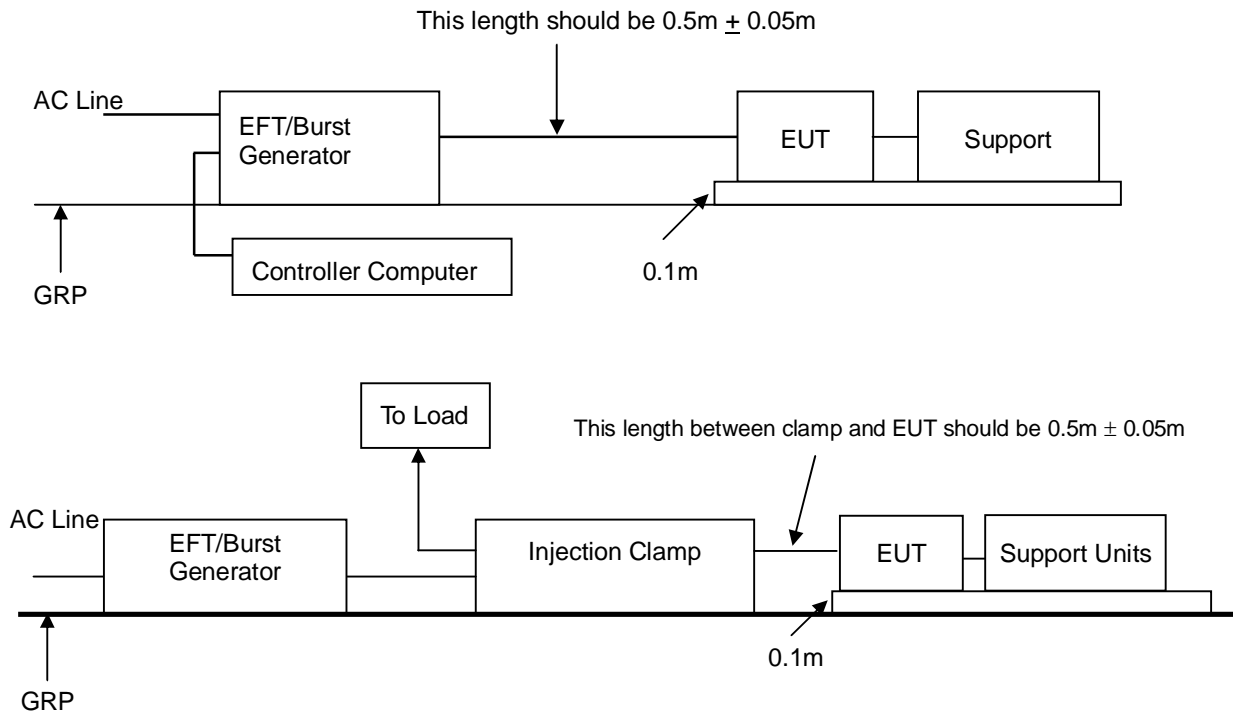 This length should be 0.5m ± 0.05m
AC Line
EFT/Burst
Generator
EUT
Support
Controller Computer
0.1m
GRP
To Load
This length between clamp and EUT should be 0.5m ± 0.05m
AC Line
EFT/Burst
Generator
Injection Clamp
EUT
Support Units
0.1m
GRP